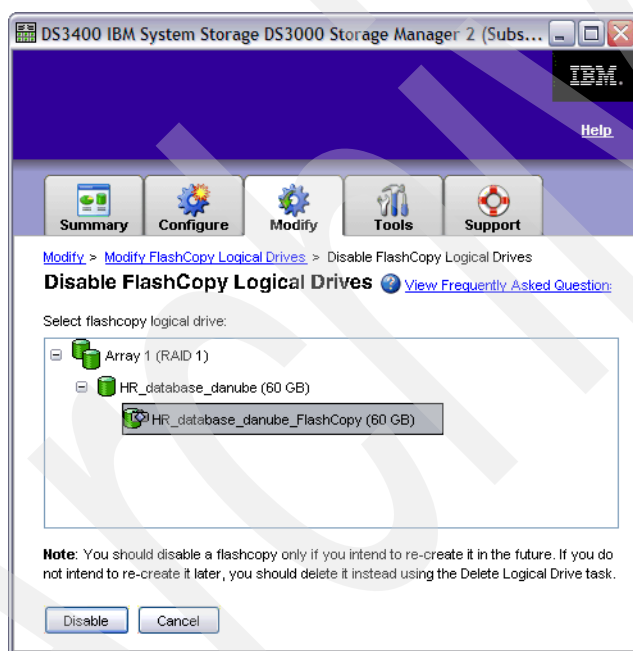 DS3400 IBM System Storage DS3000 Storage Manager 2 (Subs...
IBM.
Help
Summary
Configure
Modify
Tools
Support
Modify > Modify FlashCopy Logical Drives > Disable FlashCopy Logical Drives
Disable FlashCopy Logical Drives View Frequently Asked Question:
Select flashcopy logical drive:
Array 1 (RAID 1)
HR_database_danube (60 GB)
HR_database_danube_FlashCopy (60 GB)
Note: You should disable a flashcopy only if you intend to re-create it in the future. If you do
not intend to re-create it later, you should delete it instead using the Delete Logical Drive task.
Disable
Cancel